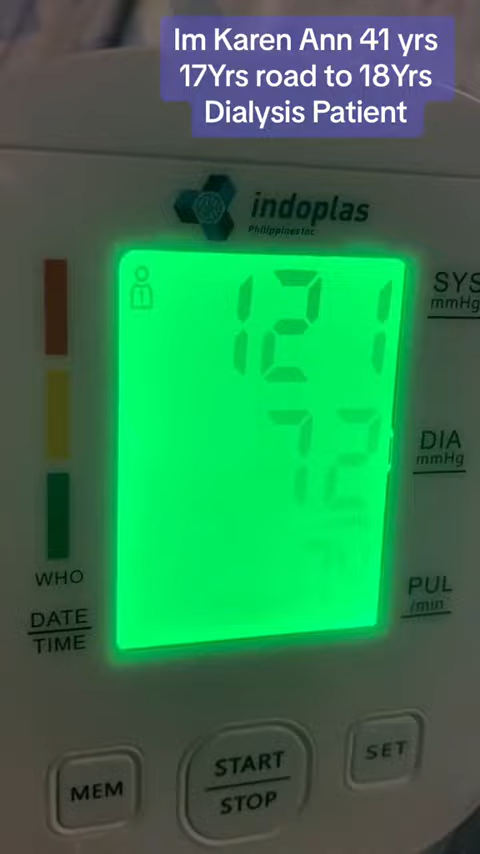 Im Karen Ann 41 yrs
17Yrs road to 18Yrs
Dialysis Patient
indoplas
Philippines Inc
SYS
mmHg
121
DIA
mmHg
72
PUL
/min
WHO
DATE
TIME
MEM
START
STOP
SET